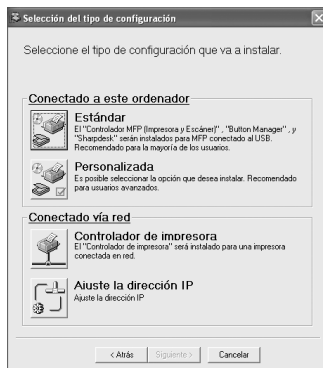 Selección del tipo de configuración
Seleccione el tipo de configuración que va a instalar.
Conectado a este ordenador
Estándar
El "Controlador MFP (Impresora y Escáner)" , "Button Manager" , y
"Sharpdesk" serán instalados para MFP conectado al USB.
Recomendado para la mayoría de los usuarios.
Personalizada
Es posible seleccionar la opción que desea instalar. Recomendado
para usuarios avanzados.
Conectado vía red
Controlador de impresora
El "Controlador de impresora" será instalado para una impresora
conectada en red.
Ajuste la dirección IP
Ajuste la dirección IP
< Atrás Siguiente > Cancelar